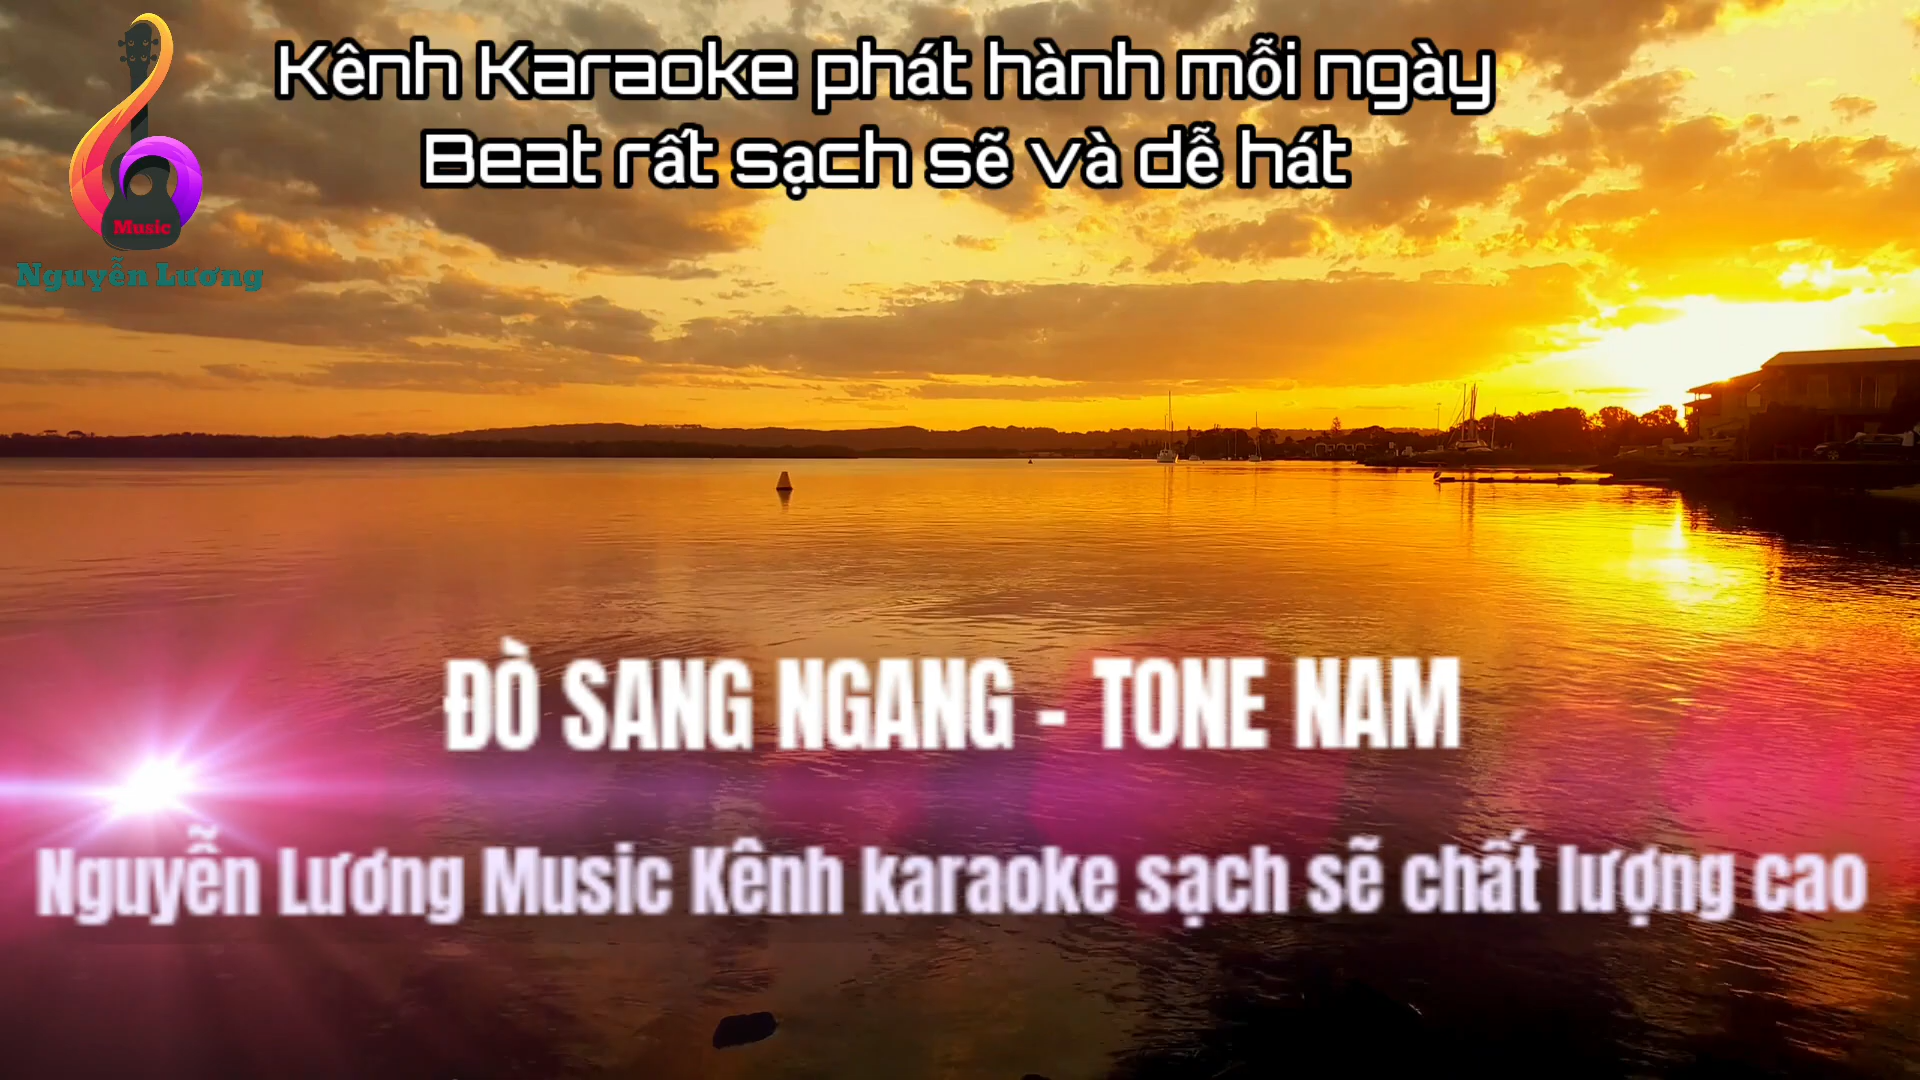 Kênh Karaoke phát hành mỗi ngày
Beat rất sạch sẽ và dễ hát
Music
Nguyễn Lương
ĐÒ SANG NGANG - TONE NAM
Nguyễn Lương Music Kênh karaoke sạch sẽ chất lượng cao